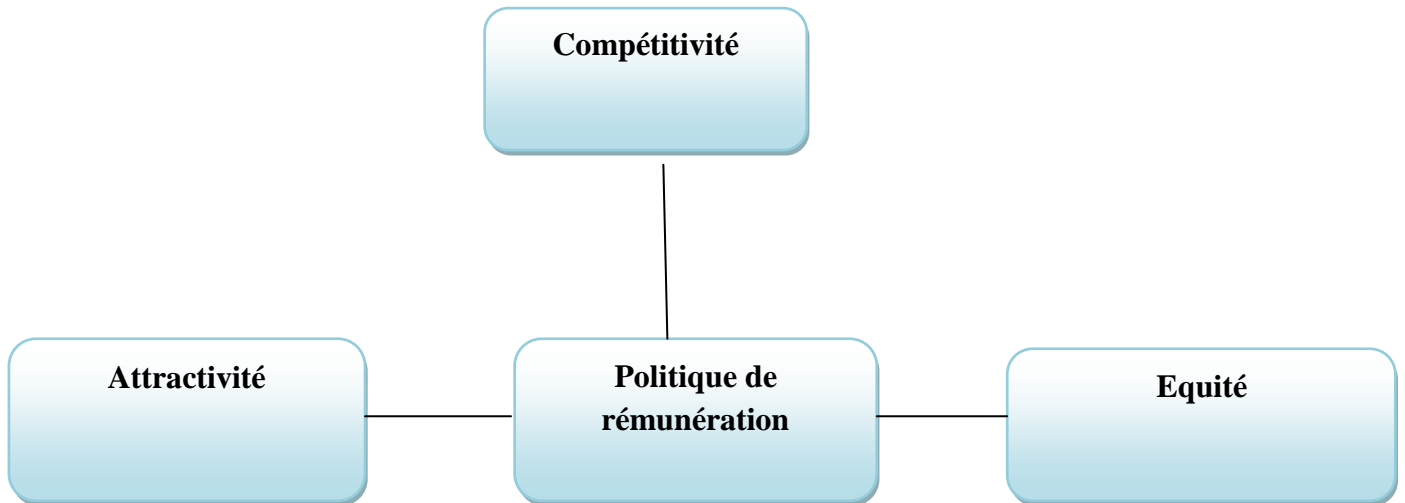 Compétitivité
Attractivité
Politique de
rémunération
Equité